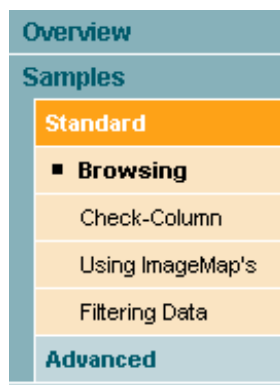 Overview
Samples
Standard
Browsing
Check-Column
Using ImageMap's
Filtering Data
Advanced